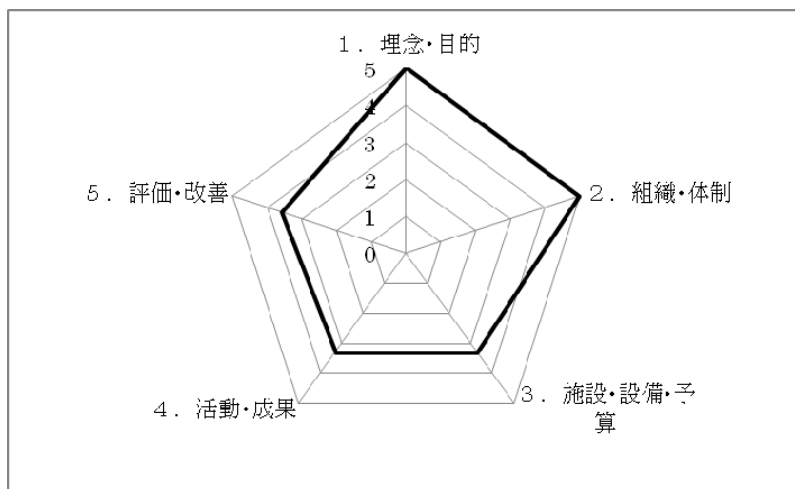 1. 埋念･目的
5
4
3
2
1
0
2. 組織･体制
3. 施設･設備･予
算
4. 活動･成果
5. 評価･改善